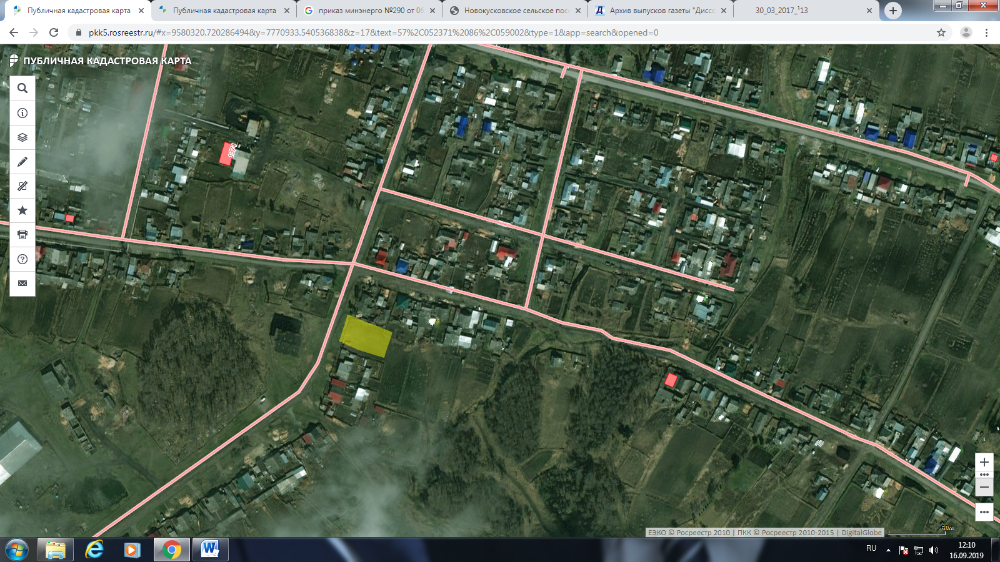 Публичная кадастровая карта
Публичная кадастровая карта
приказ минэнерго №290 от 06
Новокусковское сельское пос
Архив выпусков газеты "Диссо
30_03_2017_¹13
pkk5.rosreestr.ru/#x=9580320.720286494&y=7770933.540536838&z=17&text=57%2C052371%2086%2C059002&type=1&app=search&opened=0
ПУБЛИЧНАЯ КАДАСТРОВАЯ КАРТА
ЕЭКО © Росреестр 2010 | ПКК © Росреестр 2010-2015 | DigitalGlobe
50м
RU
12:10
16.09.2019